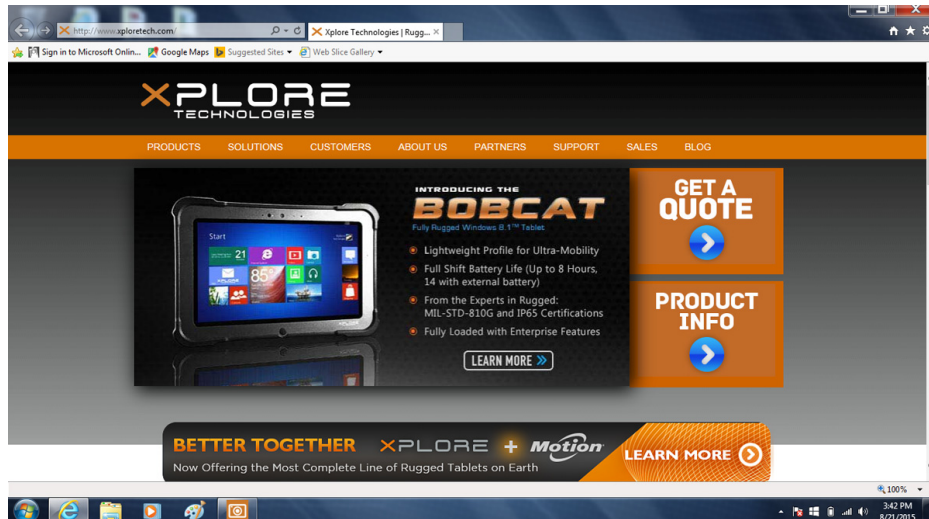 http://www.xploretech.com/
Xplore Technologies | Rugg...
Sign in to Microsoft Onlin...
Google Maps
Suggested Sites
Web Slice Gallery
XPLORE
TECHNOLOGIES
PRODUCTS SOLUTIONS CUSTOMERS ABOUT US PARTNERS SUPPORT SALES BLOG
INTRODUCING THE
BOBCAT
Fully Rugged Windows 8.1™ Tablet
Lightweight Profile for Ultra-Mobility
Full Shift Battery Life (Up to 8 Hours,
14 with external battery)
From the Experts in Rugged:
MIL-STD-810G and IP65 Certifications
Fully Loaded with Enterprise Features
LEARN MORE
Start
21
85°
GET A
QUOTE
PRODUCT
INFO
BETTER TOGETHER XPLORE + Motion
Now Offering the Most Complete Line of Rugged Tablets on Earth
LEARN MORE
100%
3:42 PM
8/21/2015